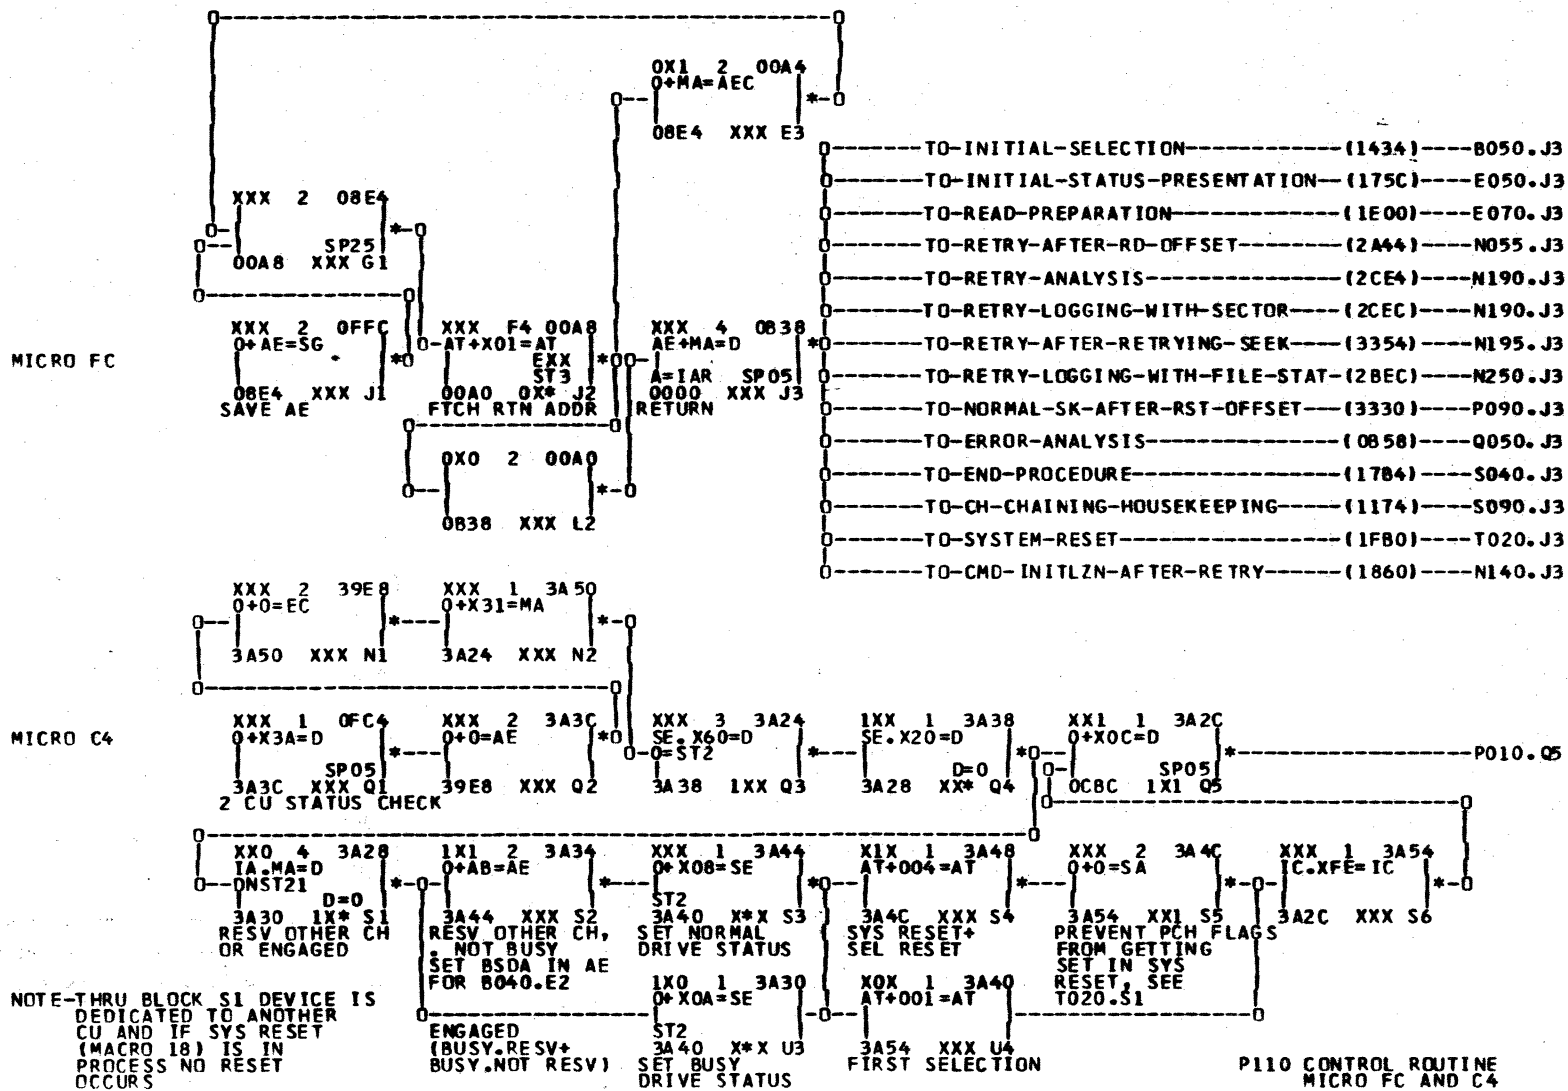 OX1 2 00A4
O+MA=AEC
*
08E4 XXX E3
TO-INITIAL-SELECTION (1434) B050.J3
TO-INITIAL-STATUS-PRESENTATION (175C) E050.J3
TO-READ-PREPARATION (1E00) E070.J3
TO-RETRY-AFTER-RD-OFFSET (2A44) N055.J3
TO-RETRY-ANALYSIS (2CE4) N190.J3
TO-RETRY-LOGGING-WITH-SECTOR (2CEC) N190.J3
TO-RETRY-AFTER-RETRYING-SEEK (3354) N195.J3
TO-RETRY-LOGGING-WITH-FILE-STAT (2BEC) N250.J3
TO-NORMAL-SK-AFTER-RST-OFFSET (3330) P090.J3
TO-ERROR-ANALYSIS (0B58) Q050.J3
TO-END-PROCEDURE (17B4) S040.J3
TO-CH-CHAINING-HOUSEKEEPING (1174) S090.J3
TO-SYSTEM-RESET (1FB0) T020.J3
TO-CMD-INITLZN-AFTER-RETRY (1860) N140.J3
XXX 2 08E4
*
SP25
00A8 XXX G1
MICRO FC
XXX 2 0FFC
0+AE=SG
*
08E4 XXX J1
SAVE AE
XXX F4 00A8
AT+X01=AT
EXX *
ST3
00A0 0X* J2
FTCH RTN ADDR
XXX 4 0B38
AE+MA=D
*
A=IAR SP05
0000 XXX J3
RETURN
0X0 2 00A0
*
0B38 XXX L2
XXX 2 39E8
0+0=EC
*
3A50 XXX N1
XXX 1 3A50
0+X31=MA
*
3A24 XXX N2
MICRO C4
XXX 1 0FC4
0+X3A=D
*
SP05
3A3C XXX Q1
2 CU STATUS CHECK
XXX 2 3A3C
0+0=AE
*
39E8 XXX Q2
XXX 3 3A24
SE.X60=D
0=ST2
*
3A38 1XX Q3
1XX 1 3A38
SE.X20=D
*
D=0
3A28 XX* Q4
XX1 1 3A2C
0+X0C=D
*
SP05
0CBC 1X1 Q5
P010.Q5
XX0 4 3A28
IA.MA=D
DNST21
*
D=0
3A30 1X* S1
RESV OTHER CH
OR ENGAGED
1X1 2 3A34
0+AB=AE
*
3A44 XXX S2
RESV OTHER CH,
. NOT BUSY
SET BSDA IN AE
FOR B040.E2
XXX 1 3A44
0+X08=SE
*
ST2
3A40 X*X S3
SET NORMAL
DRIVE STATUS
X1X 1 3A48
AT+004=AT
*
3A4C XXX S4
SYS RESET+
SEL RESET
XXX 2 3A4C
0+0=SA
*
3A54 XX1 S5
PREVENT PCH FLAGS
FROM GETTING
SET IN SYS
RESET, SEE
T020.S1
XXX 1 3A54
IC.XFE=IC
*
3A2C XXX S6
NOTE-THRU BLOCK S1 DEVICE IS
DEDICATED TO ANOTHER
CU AND IF SYS RESET
(MACRO 18) IS IN
PROCESS NO RESET
OCCURS
ENGAGED
(BUSY.RESV+
BUSY.NOT RESV)
1X0 1 3A30
0+X0A=SE
ST2
3A40 X*X U3
SET BUSY
DRIVE STATUS
X0X 1 3A40
AT+001=AT
3A54 XXX U4
FIRST SELECTION
P110 CONTROL ROUTINE
MICRO FC AND C4